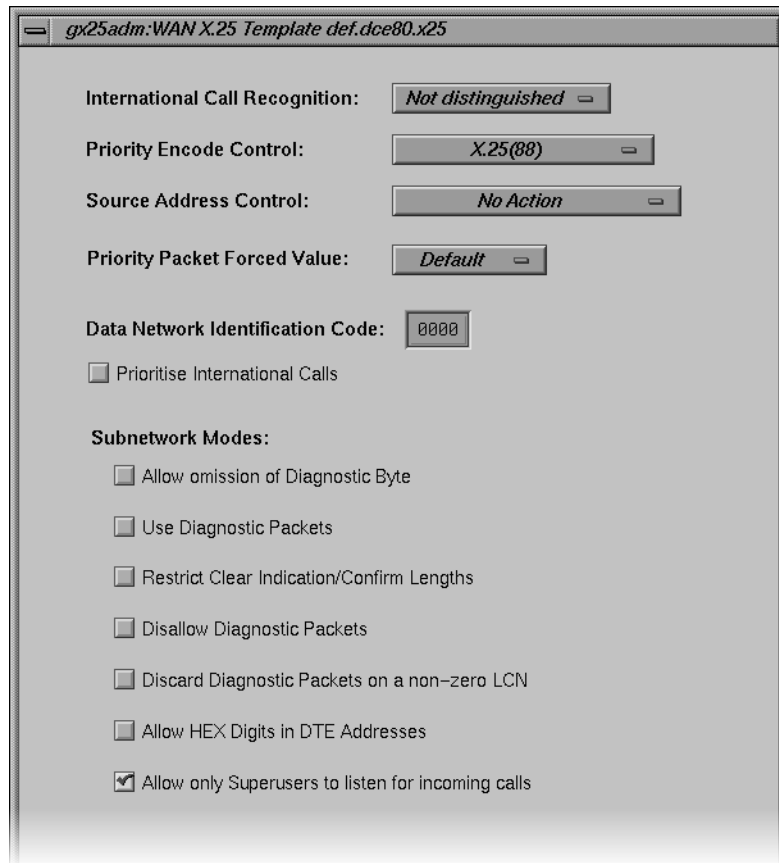 gx25adm:WAN X.25 Template def.dce80.x25
International Call Recognition: Not distinguished
Priority Encode Control: X.25(88)
Source Address Control: No Action
Priority Packet Forced Value: Default
Data Network Identification Code: 0000
Prioritise International Calls
Subnetwork Modes:
Allow omission of Diagnostic Byte
Use Diagnostic Packets
Restrict Clear Indication/Confirm Lengths
Disallow Diagnostic Packets
Discard Diagnostic Packets on a non-zero LCN
Allow HEX Digits in DTE Addresses
Allow only Superusers to listen for incoming calls